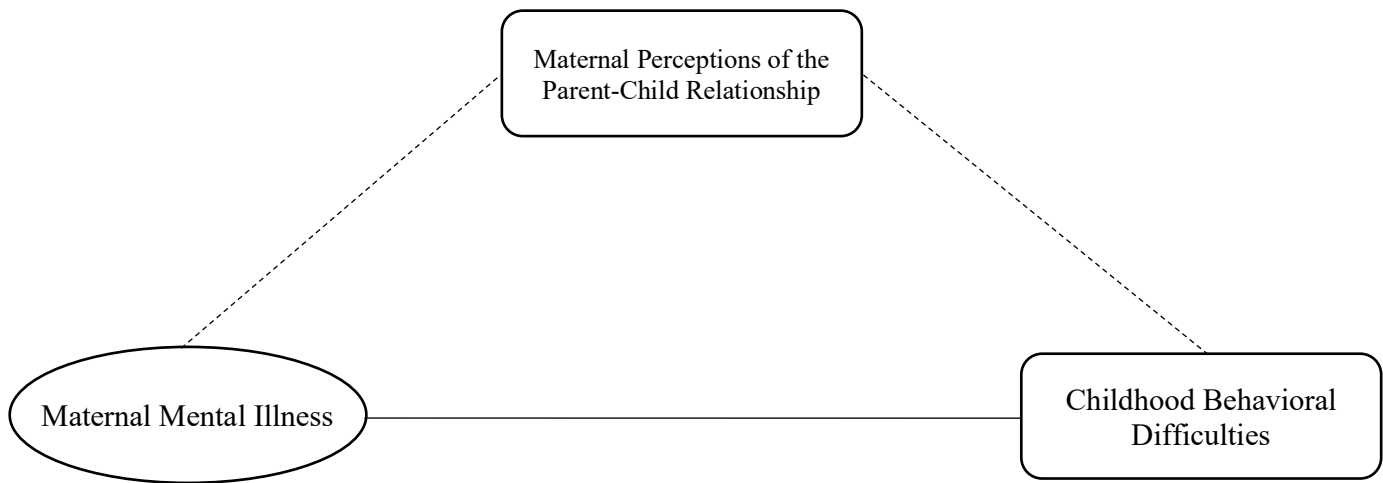 Maternal Perceptions of the
Parent-Child Relationship
Maternal Mental Illness
Childhood Behavioral
Difficulties